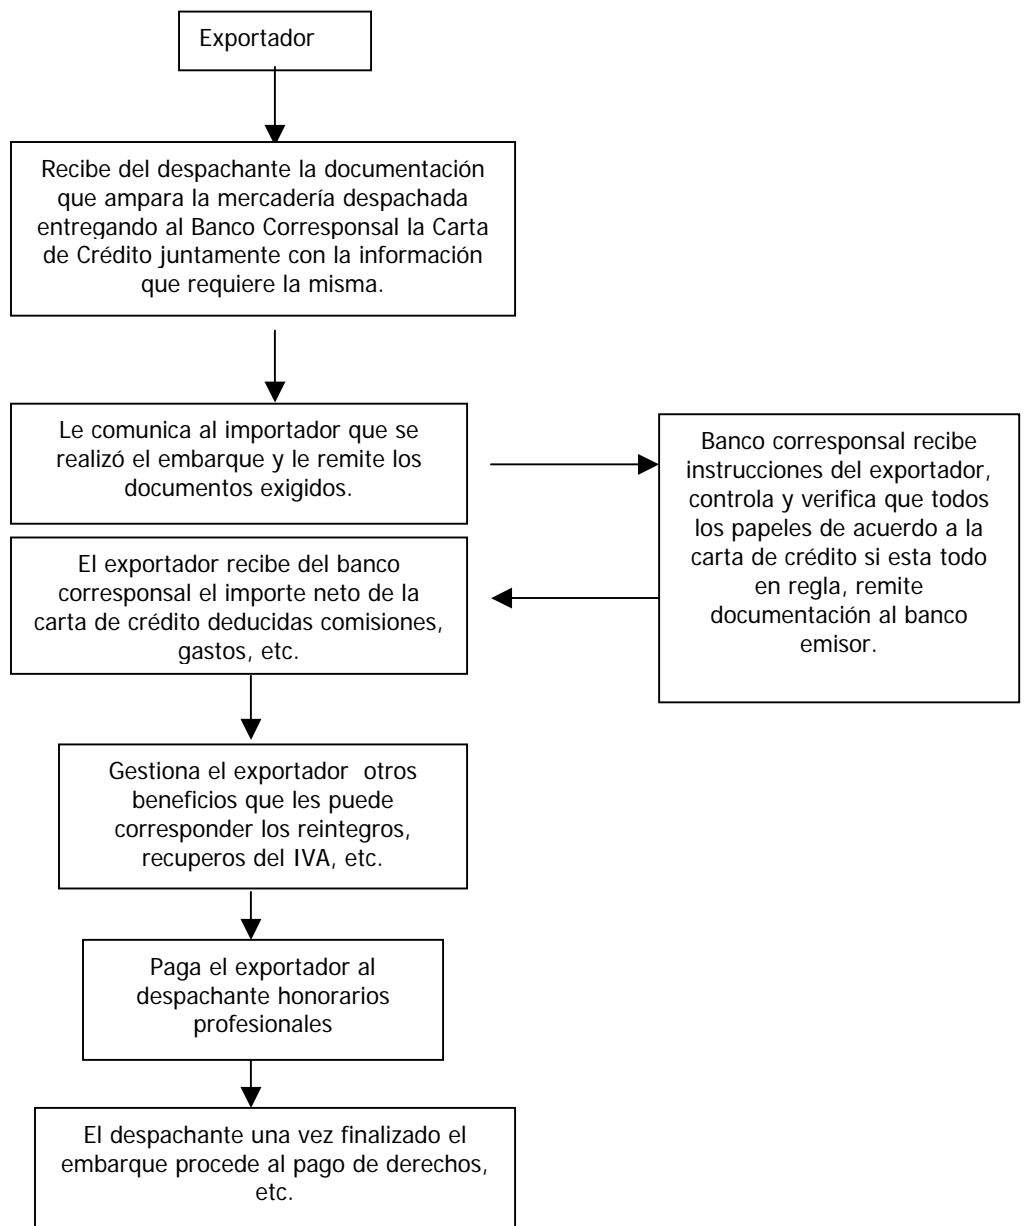 Exportador
Recibe del despachante la documentación
que ampara la mercadería despachada
entregando al Banco Corresponsal la Carta
de Crédito juntamente con la información
que requiere la misma.
Le comunica al importador que se
realizó el embarque y le remite los
documentos exigidos.
Banco corresponsal recibe
instrucciones del exportador,
controla y verifica que todos
los papeles de acuerdo a la
carta de crédito si esta todo
en regla, remite
documentación al banco
emisor.
El exportador recibe del banco
corresponsal el importe neto de la
carta de crédito deducidas comisiones,
gastos, etc.
Gestiona el exportador otros
beneficios que les puede
corresponder los reintegros,
recuperos del IVA, etc.
Paga el exportador al
despachante honorarios
profesionales
El despachante una vez finalizado el
embarque procede al pago de derechos,
etc.